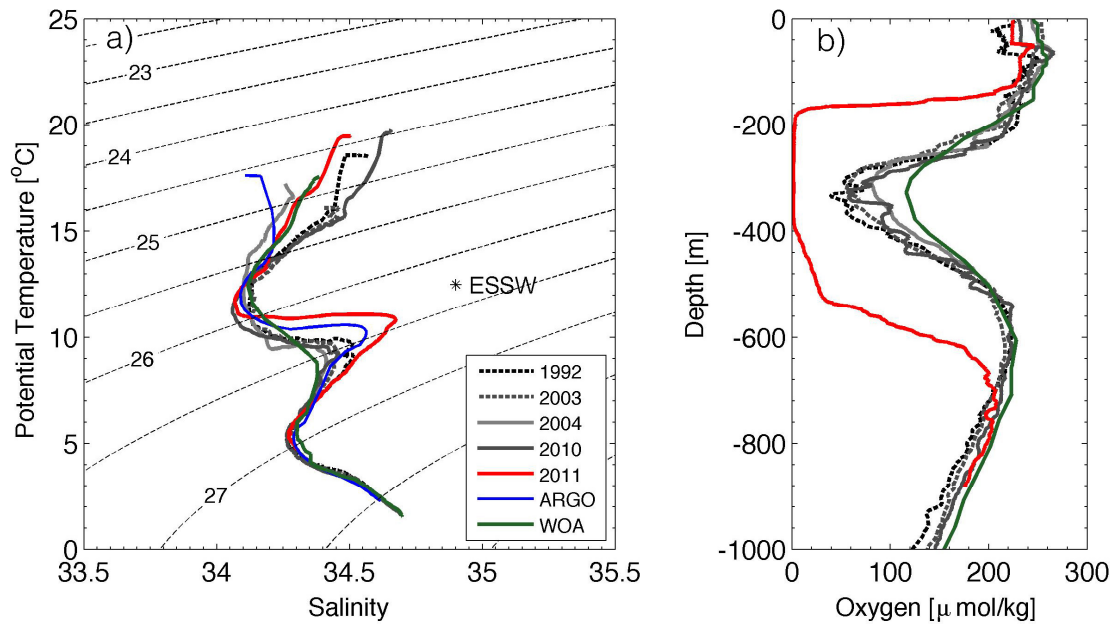 a)
25
20
15
10
5
0
Potential Temperature [°C]
23
24
25
26
27
* ESSW
1992
2003
2004
2010
2011
ARGO
WOA
33.5 34 34.5 35 35.5
Salinity
b)
0
-200
-400
-600
-800
-1000
Depth [m]
0 100 200 300
Oxygen [μ mol/kg]